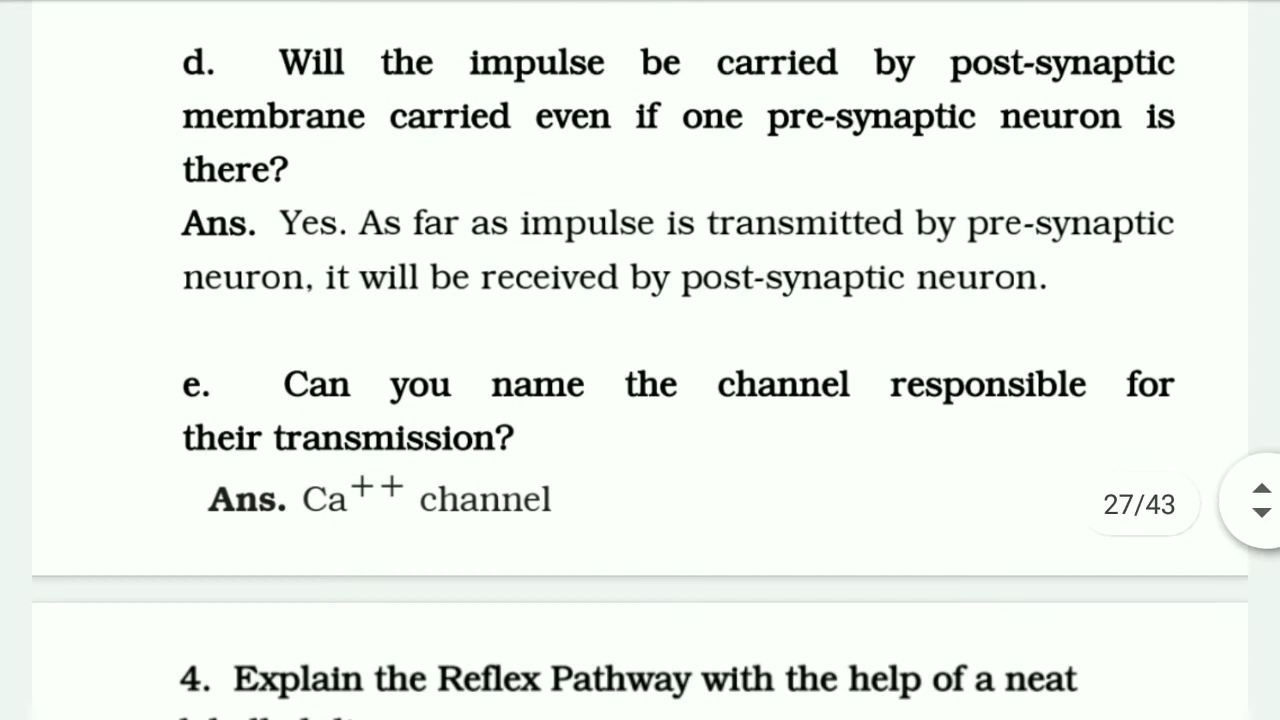 d. Will the impulse be carried by post-synaptic
membrane carried even if one pre-synaptic neuron is
there?
Ans. Yes. As far as impulse is transmitted by pre-synaptic
neuron, it will be received by post-synaptic neuron.
e. Can you name the channel responsible for
their transmission?
Ans. Ca++ channel
27/43
4. Explain the Reflex Pathway with the help of a neat